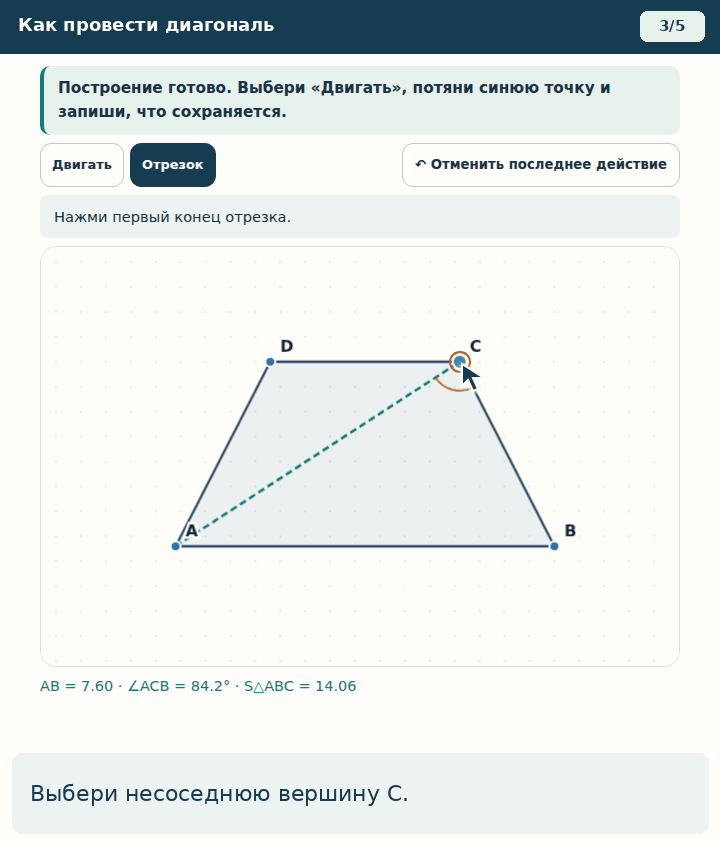 Как провести диагональ
3/5
Построение готово. Выбери «Двигать», потяни синюю точку и
запиши, что сохраняется.
Двигать
Отрезок
↶ Отменить последнее действие
Нажми первый конец отрезка.
D
C
A
B
AB = 7.60 · ∠ACB = 84.2° · S△ABC = 14.06
Выбери несоседнюю вершину C.